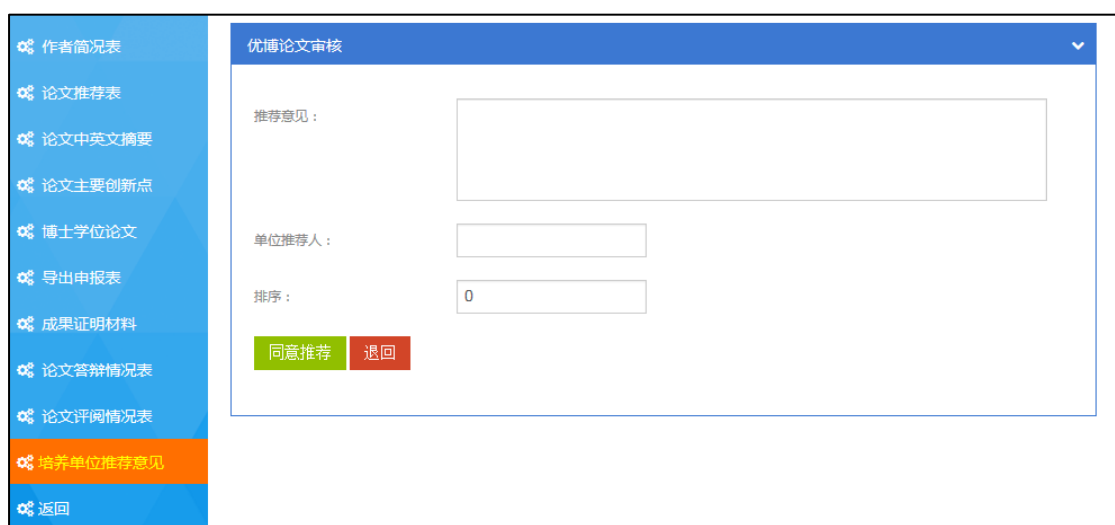 作者简况表
论文推荐表
论文中英文摘要
论文主要创新点
博士学位论文
导出申报表
成果证明材料
论文答辩情况表
论文评阅情况表
培养单位推荐意见
返回
优博论文审核
推荐意见：
单位推荐人：
排序：
0
同意推荐 退回